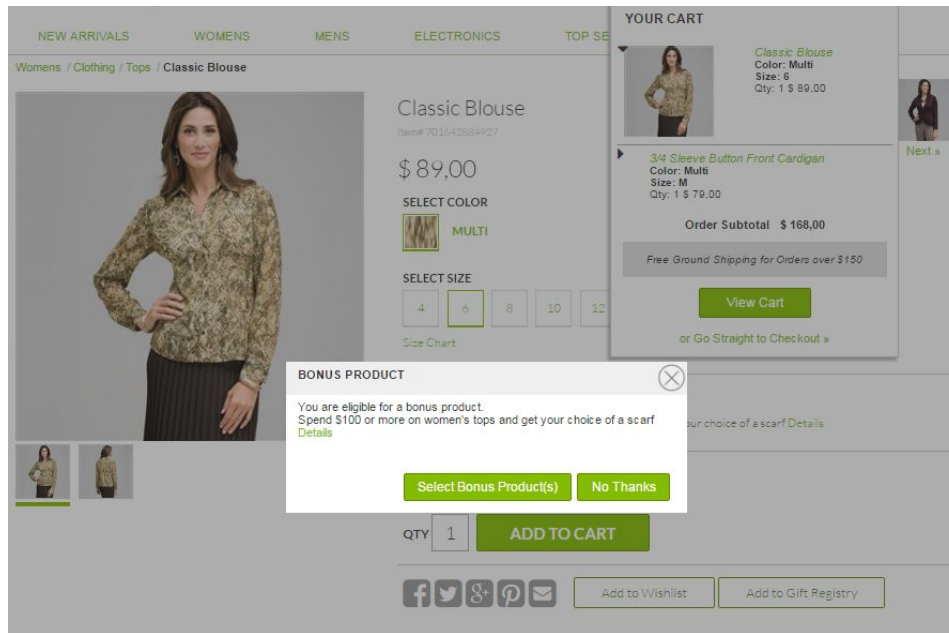 NEW ARRIVALS WOMENS MENS ELECTRONICS TOP SE
Womens / Clothing / Tops / Classic Blouse
Classic Blouse
Item# 701642884927
$ 89,00
SELECT COLOR
MULTI
SELECT SIZE
4 6 8 10 12
Size Chart
YOUR CART
Classic Blouse
Color: Multi
Size: 6
Qty: 1 $ 89,00
3/4 Sleeve Button Front Cardigan
Color: Multi
Size: M
Qty: 1 $ 79,00
Order Subtotal $ 168,00
Free Ground Shipping for Orders over $150
View Cart
or Go Straight to Checkout »
Next »
BONUS PRODUCT
You are eligible for a bonus product.
Spend $100 or more on women's tops and get your choice of a scarf
Details
Select Bonus Product(s) No Thanks
our choice of a scarf Details
QTY 1 ADD TO CART
Add to Wishlist Add to Gift Registry